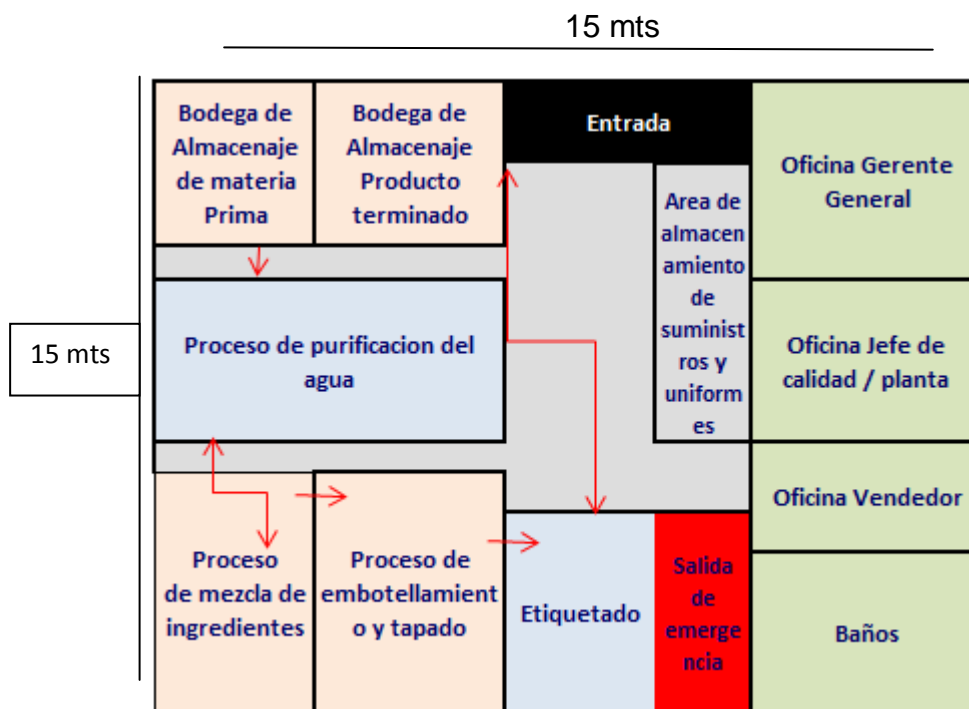 15 mts
15 mts
Bodega de
Almacenaje
de materia
Prima
Bodega de
Almacenaje
Producto
terminado
Entrada
Oficina Gerente
General
Area de
almacen
amiento
de
suminist
ros y
uniform
es
Proceso de purificacion del
agua
Oficina Jefe de
calidad / planta
Oficina Vendedor
Proceso
de mezcla de
ingredientes
Proceso de
embotellamient
o y tapado
Etiquetado
Salida
de
emerge
ncia
Baños